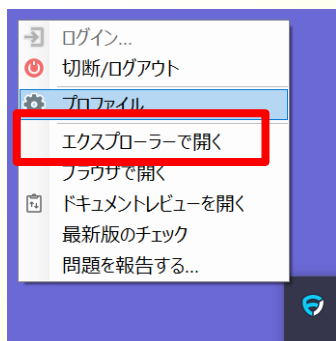 ログイン...
切断/ログアウト
プロファイル
エクスプローラーで開く
ブラウザで開く
ドキュメントレビューを開く
最新版のチェック
問題を報告する...